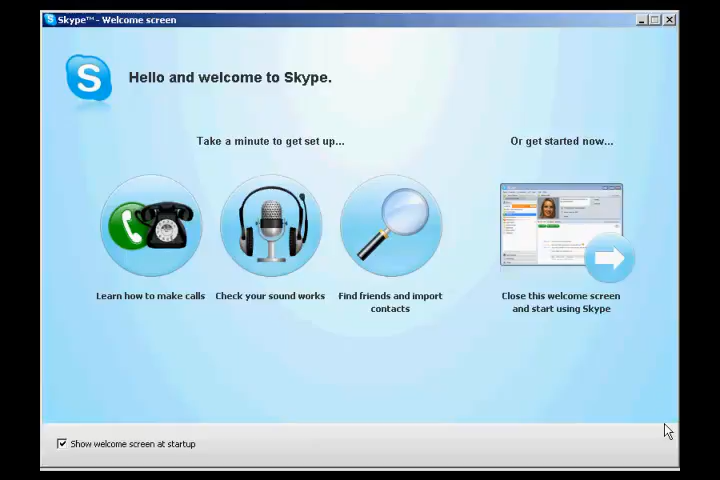 Skype™ - Welcome screen
Hello and welcome to Skype.
Take a minute to get set up...
Or get started now...
Learn how to make calls
Check your sound works
Find friends and import
contacts
Close this welcome screen
and start using Skype
Show welcome screen at startup